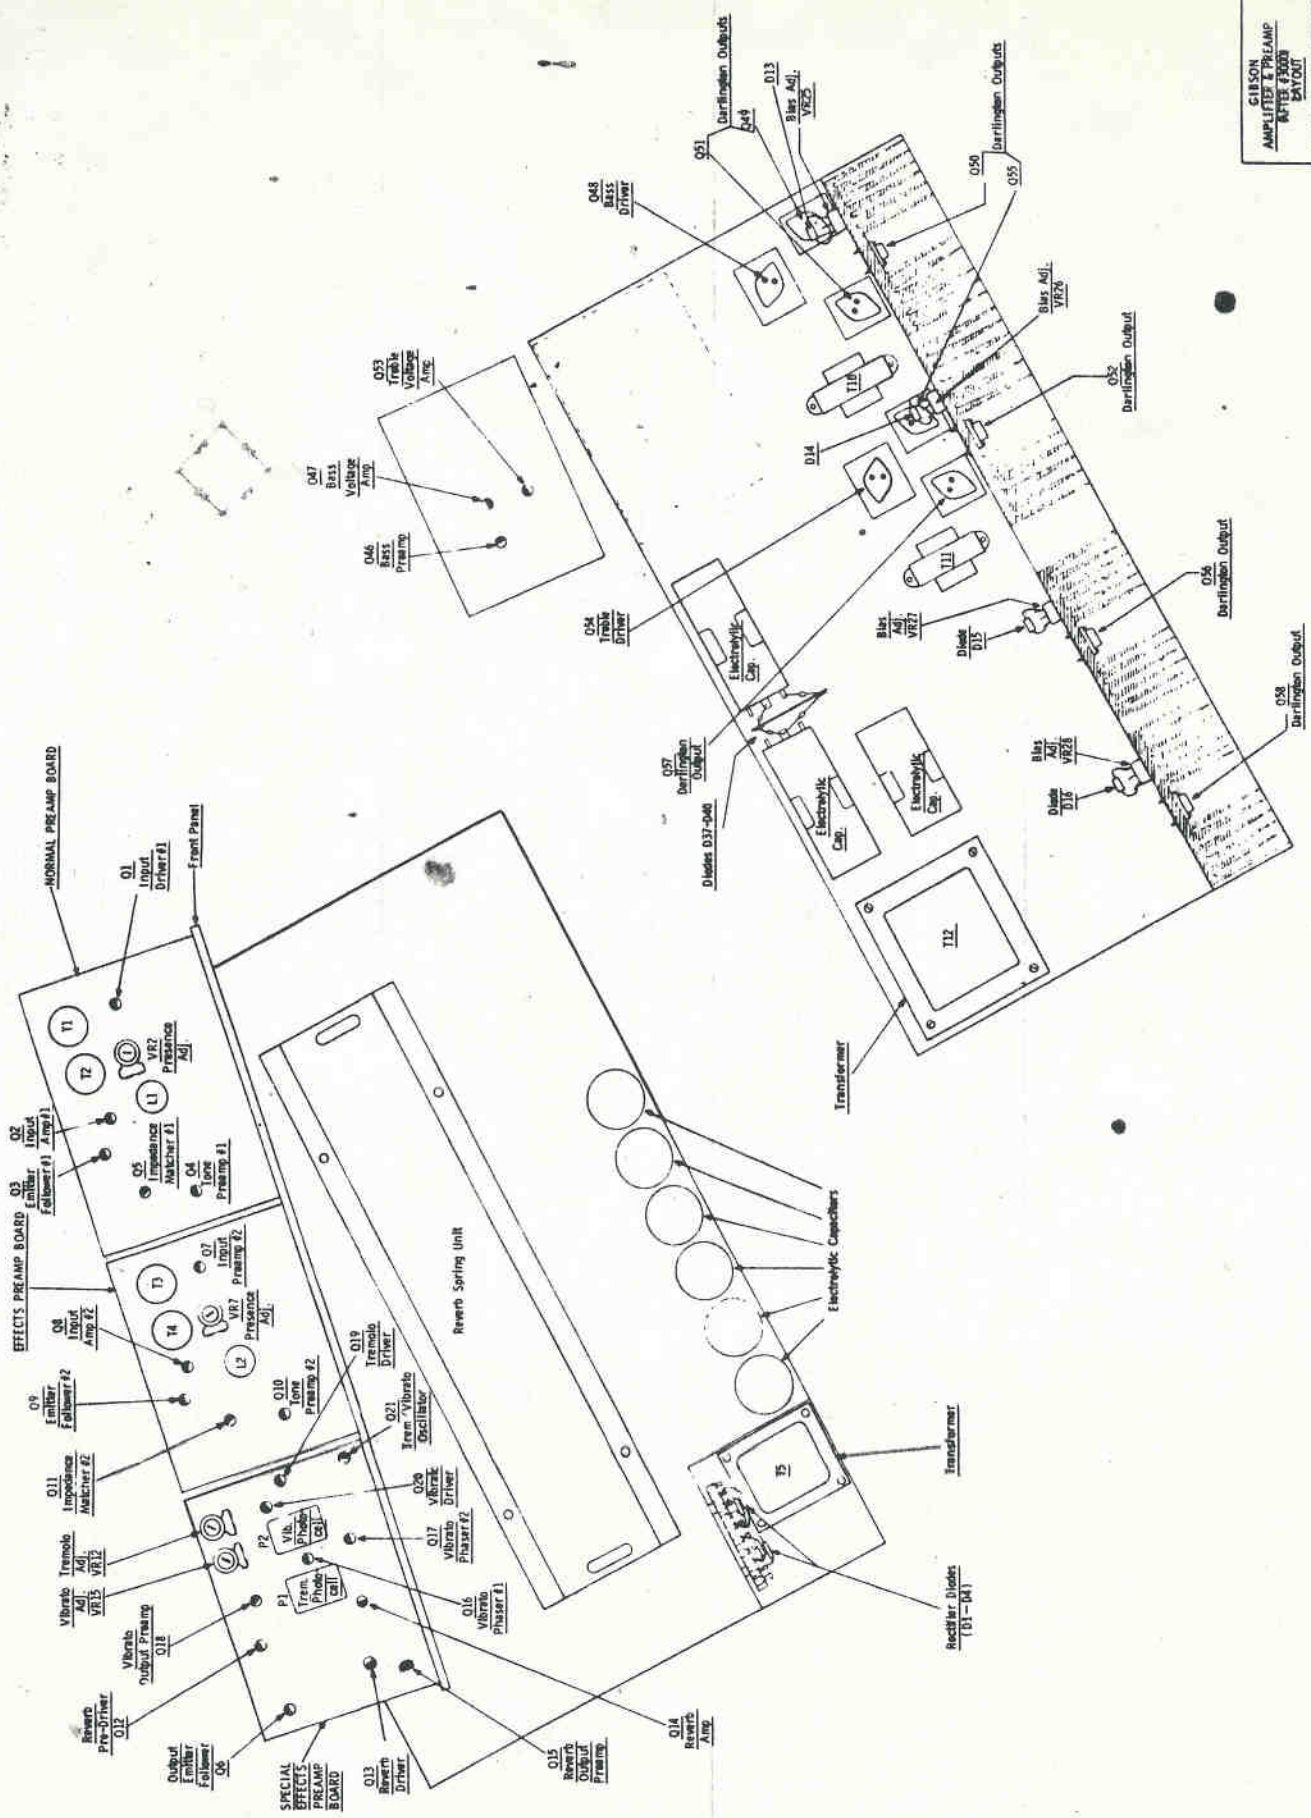 NORMAL PREAMP BOARD
Q1
Input
Driver #1
Front Panel
Q2
Input
Amp #1
Q3
Emitter
Follower #1
T1
T2
VR2
Presence
Adj.
L1
Q5
Impedance
Matcher #1
Q4
Tone
Preamp #1
EFFECTS PREAMP BOARD
Q8
Input
Amp #2
Q9
Emitter
Follower #2
Q11
Impedance
Matcher #2
T3
T4
Q7
Input
Preamp #2
VR7
Presence
Adj.
L2
Q10
Tone
Preamp #2
Q19
Tremolo
Driver
Q21
Trem/Vibrato
Oscillator
Q20
Vibrato
Driver
Q17
Vibrato
Phaser #2
Q16
Vibrato
Phaser #1
Tremolo
Adj.
VR12
Vibrato
Adj.
VR15
Vibrato
Output Preamp
Q18
P2
Vib.
Photo
cell
P1
Trem.
Photo
cell
Reverb
Pre-Driver
Q12
Output
Emitter
Follower
Q6
SPECIAL
EFFECTS
PREAMP
BOARD
Q13
Reverb
Driver
Q15
Reverb
Output
Preamp
Q14
Reverb
Amp
Reverb Spring Unit
Electrolytic Capacitors
T5
Transformer
Rectifier Diodes
(D1-D4)
Q53
Treble
Voltage
Amp
Q47
Bass
Voltage
Amp
Q46
Bass
Preamp
Q48
Bass
Driver
Q51
Darlington Outputs
Q49
D13
Bias Adj.
VR25
Q50
Darlington Outputs
Q55
Bias Adj.
VR26
Q52
Darlington Output
T10
D14
Q54
Treble
Driver
T11
Bias
Adj.
VR27
Diode
D15
Q56
Darlington Output
Q57
Darlington
Output
Diodes D37-D40
Electrolytic
Cap.
Electrolytic
Cap.
Electrolytic
Cap.
Bias
Adj.
VR28
Diode
D16
Q58
Darlington Output
T12
Transformer
GIBSON
AMPLIFIER & PREAMP
AFTER
LAYOUT